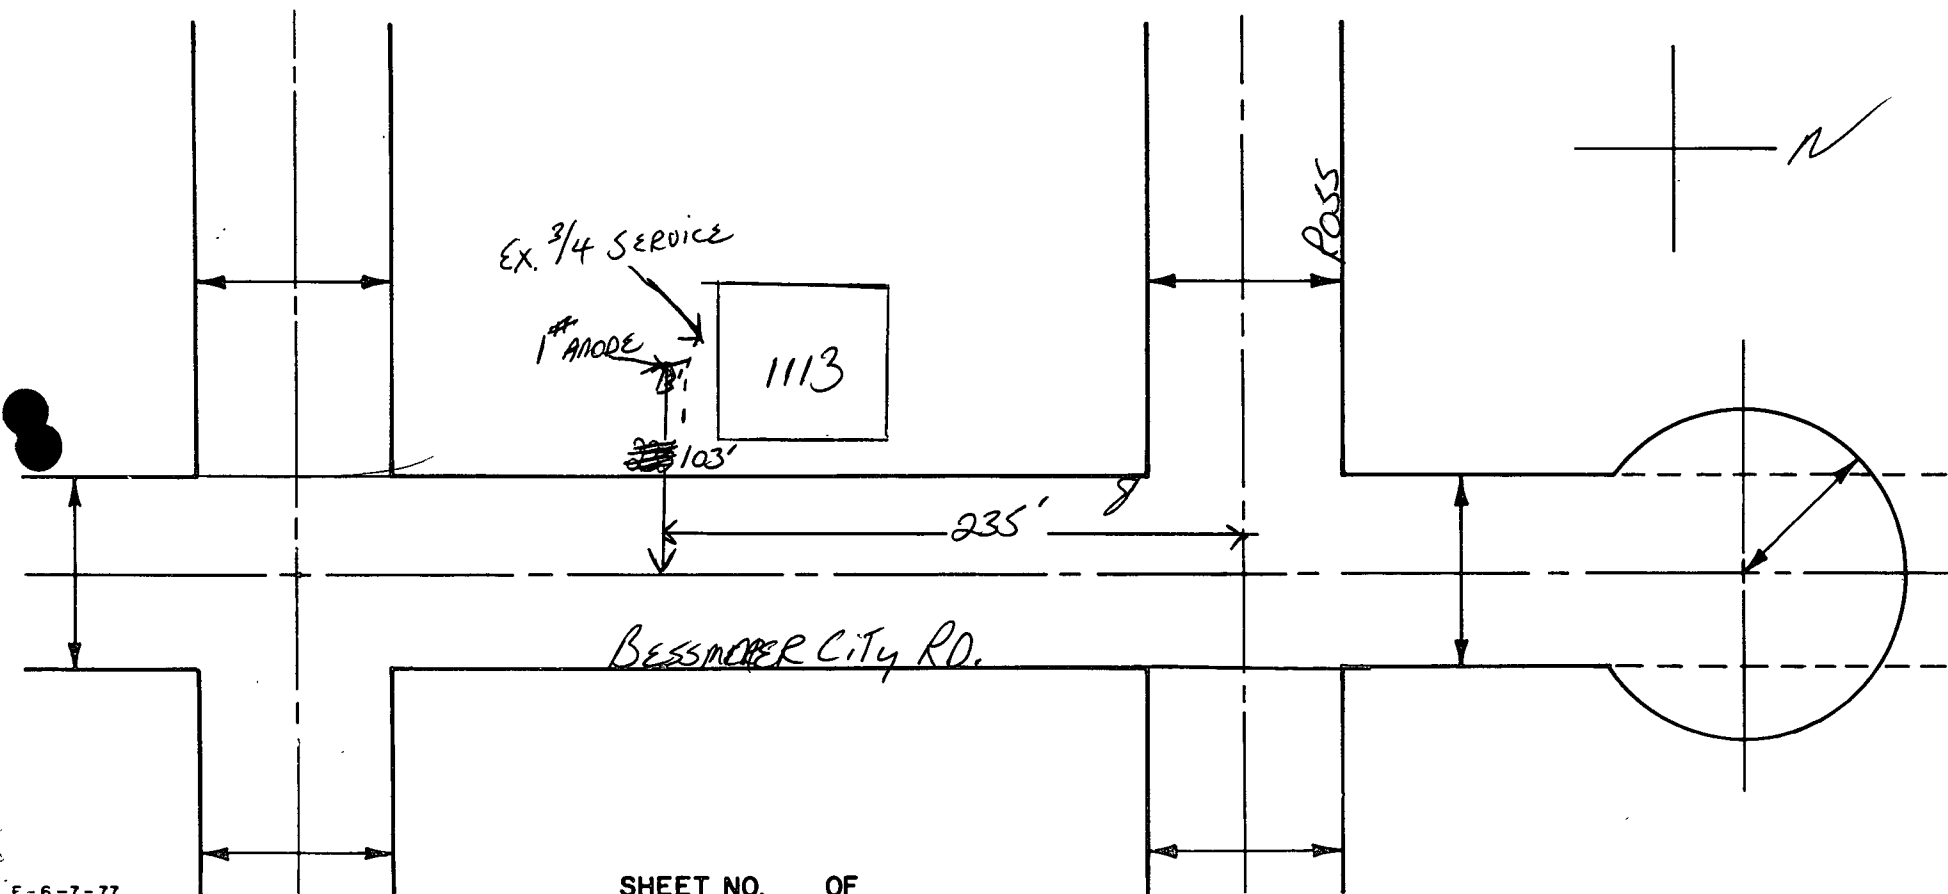 N
ROSS
EX. 3/4 SERVICE
1# ANODE
1113
3'
103'
235'
BESSMER CITY RD.
E-6-7-77
SHEET NO. OF